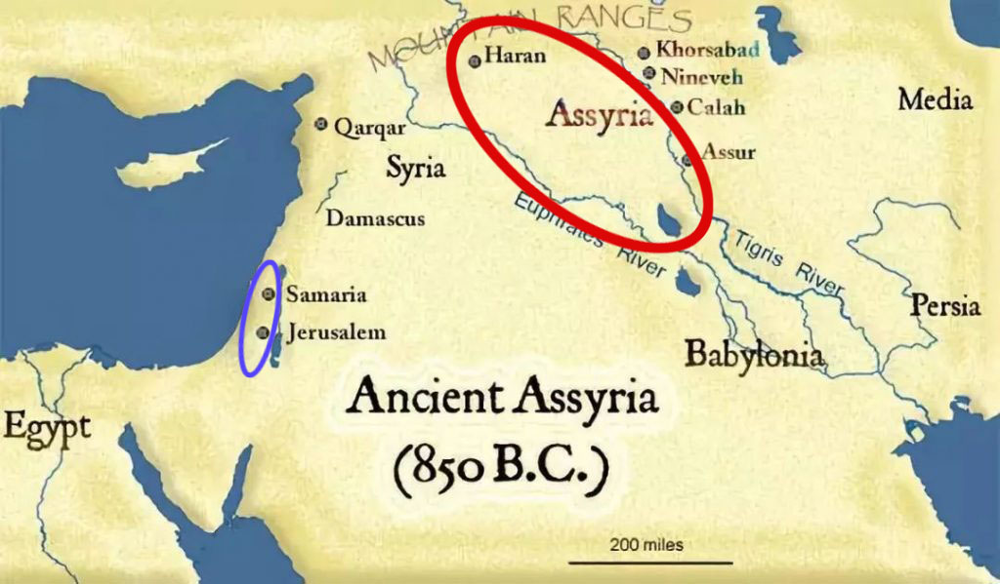 MOUNTAIN RANGES
Haran
Khorsabad
Nineveh
Assyria
Calah
Media
Qarqar
Assur
Syria
Damascus
Euphrates River
Tigris River
Samaria
Persia
Jerusalem
Babylonia
Egypt
Ancient Assyria
(850 B.C.)
200 miles